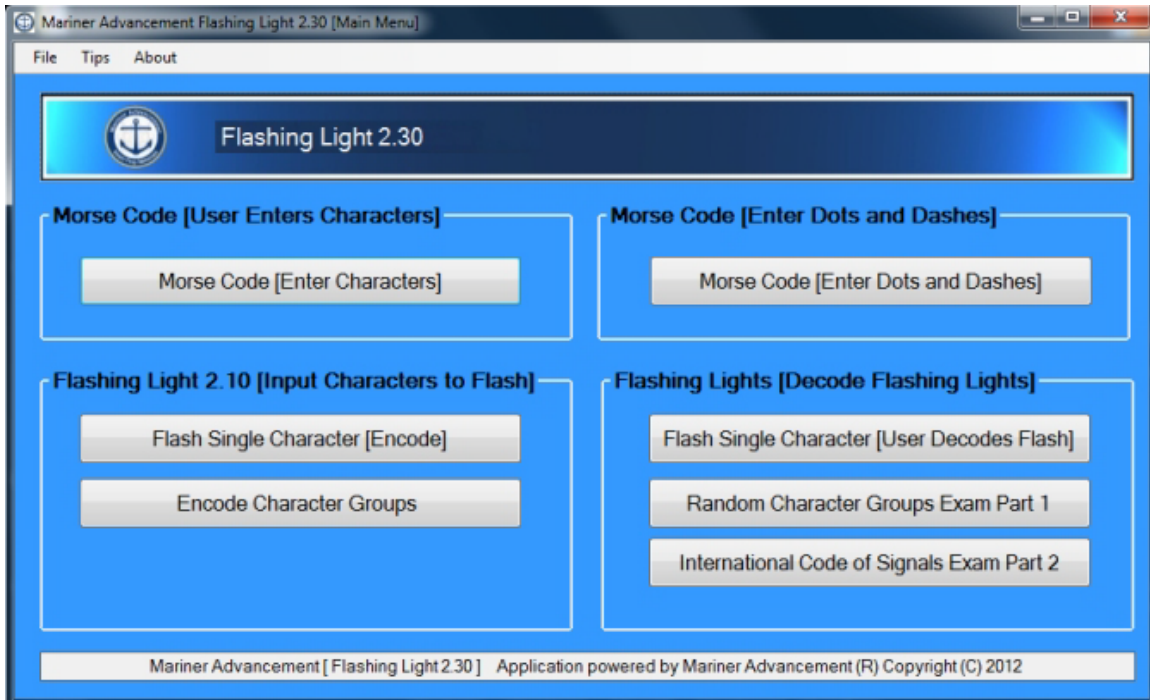 Mariner Advancement Flashing Light 2.30 [Main Menu]
File Tips About
Flashing Light 2.30
Morse Code [User Enters Characters]
Morse Code [Enter Characters]
Morse Code [Enter Dots and Dashes]
Morse Code [Enter Dots and Dashes]
Flashing Light 2.10 [Input Characters to Flash]
Flash Single Character [Encode]
Encode Character Groups
Flashing Lights [Decode Flashing Lights]
Flash Single Character [User Decodes Flash]
Random Character Groups Exam Part 1
International Code of Signals Exam Part 2
Mariner Advancement [ Flashing Light 2.30 ] Application powered by Mariner Advancement (R) Copyright (C) 2012